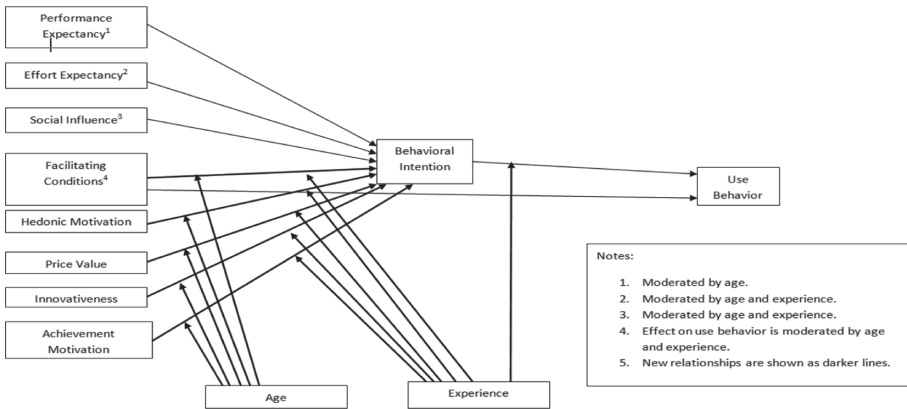 Performance
Expectancy1
Effort Expectancy2
Social Influence3
Facilitating
Conditions4
Hedonic Motivation
Price Value
Innovativeness
Achievement
Motivation
Behavioral
Intention
Use
Behavior
Age
Experience
Notes:
1. Moderated by age.
2. Moderated by age and experience.
3. Moderated by age and experience.
4. Effect on use behavior is moderated by age
and experience.
5. New relationships are shown as darker lines.